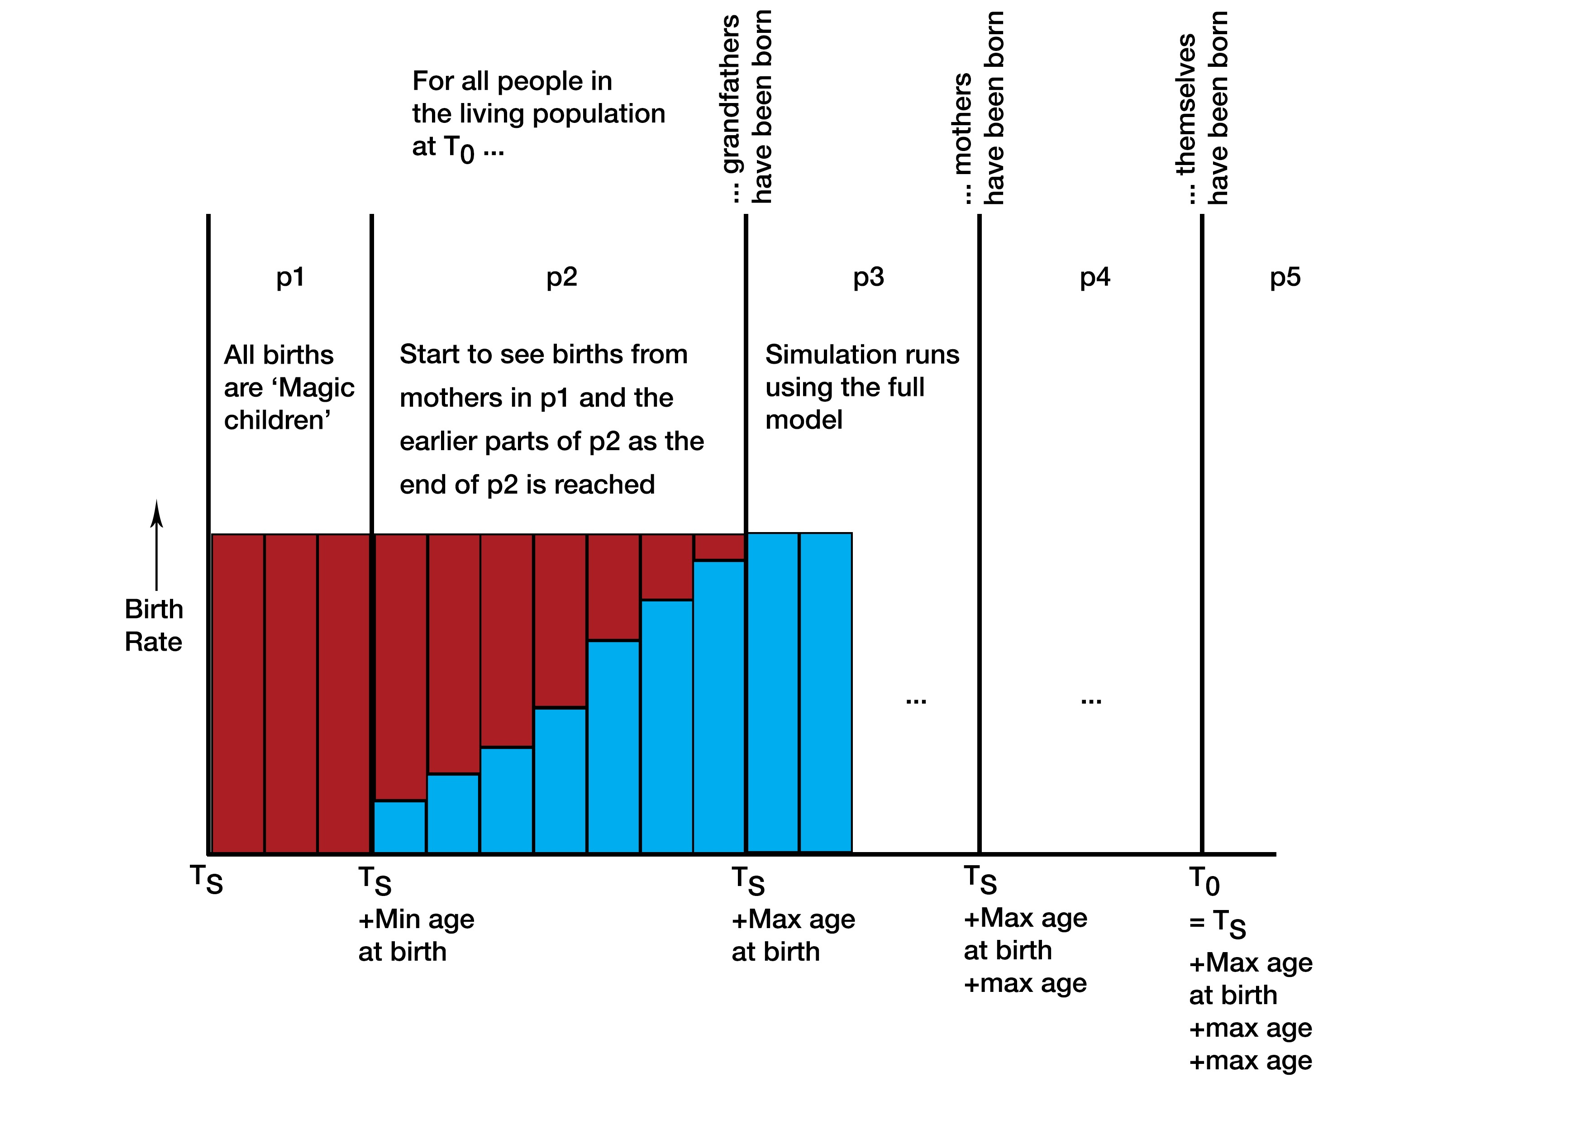 For all people in
the living population
at T0 ...
... grandfathers
have been born
... mothers
have been born
... themselves
have been born
p1
p2
p3
p4
p5
All births
are ‘Magic
children’
Start to see births from
mothers in p1 and the
earlier parts of p2 as the
end of p2 is reached
Simulation runs
using the full
model
Birth
Rate
...
...
TS
TS
+Min age
at birth
TS
+Max age
at birth
TS
+Max age
at birth
+max age
T0
= TS
+Max age
at birth
+max age
+max age